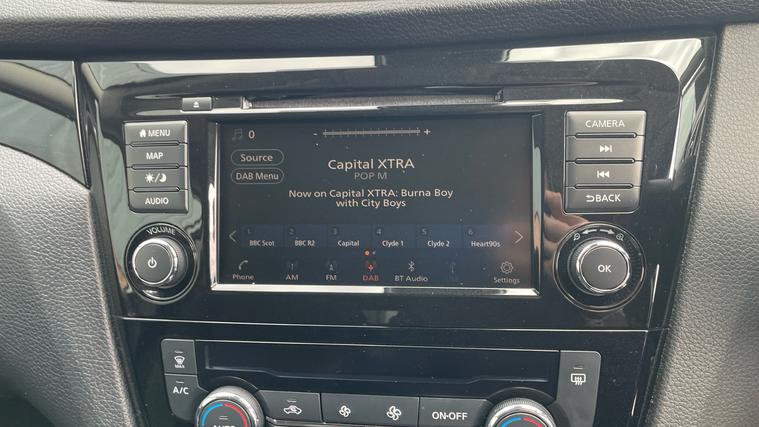 MENU
MAP
AUDIO
VOLUME
0
- +
Source
DAB Menu
Capital XTRA
POP M
Now on Capital XTRA: Burna Boy
with City Boys
1 2 3 4 5 6
BBC Scot BBC R2 Capital Clyde 1 Clyde 2 Heart90s
Phone AM FM DAB BT Audio Settings
CAMERA
BACK
OK
MAX
A/C
AUTO
ON·OFF